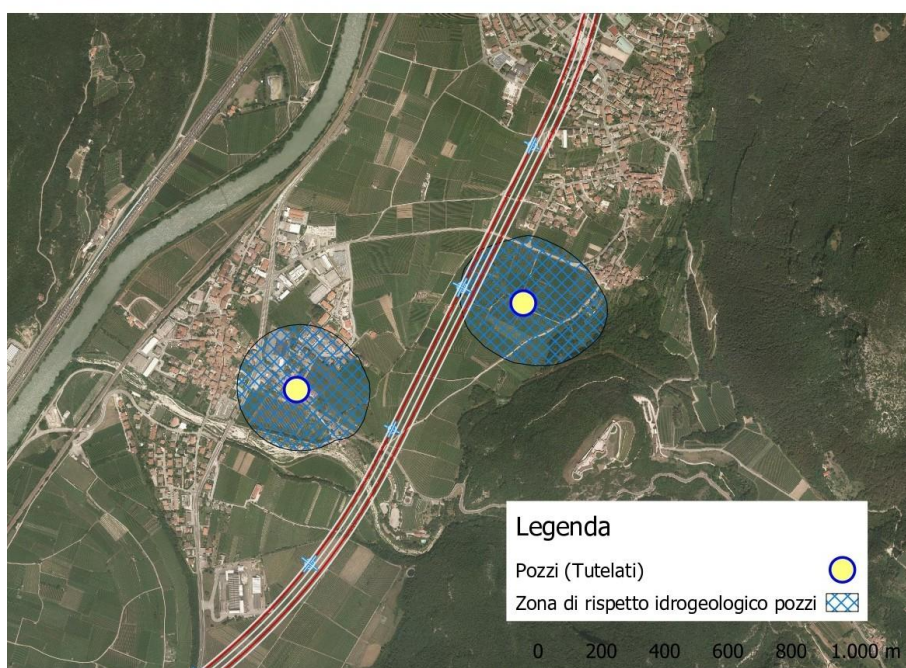 Legenda
Pozzi (Tutelati)
Zona di rispetto idrogeologico pozzi
0 200 400 600 800 1.000 m